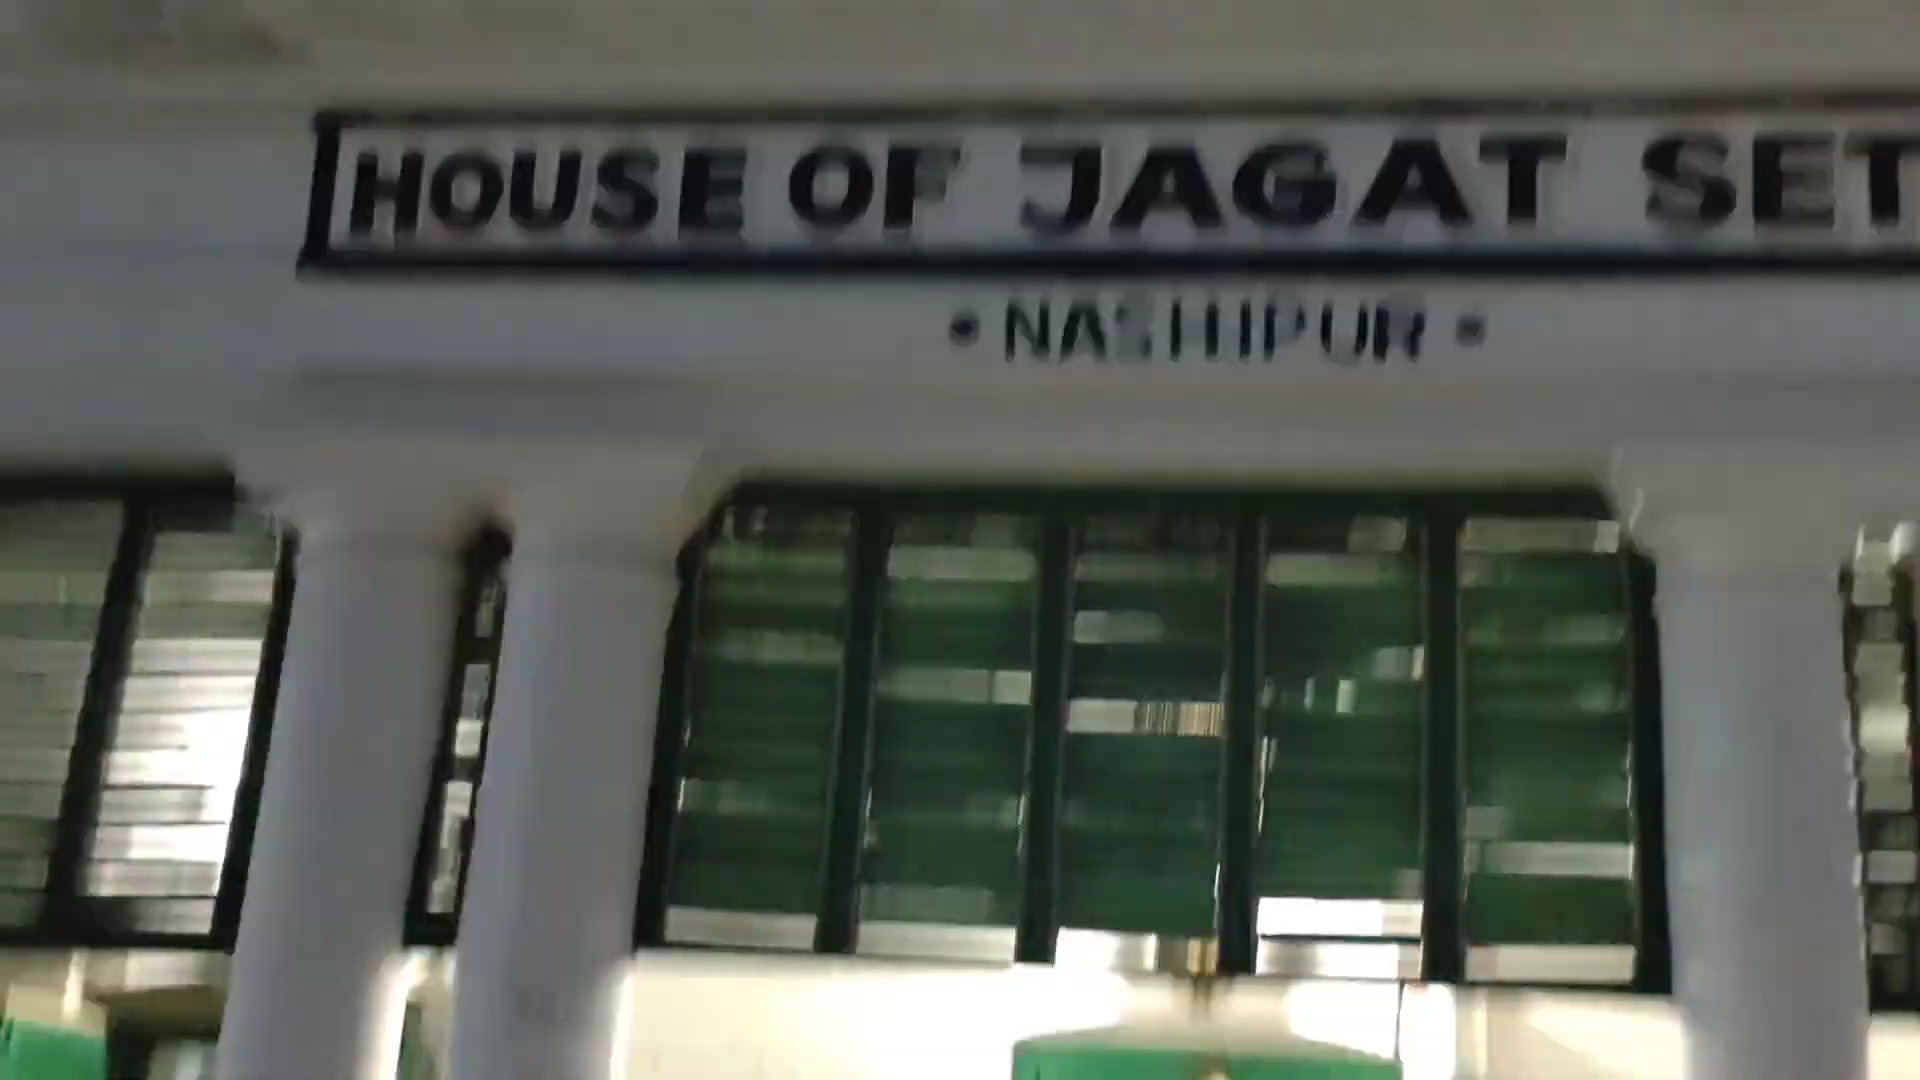 HOUSE OF JAGAT SET
• NASHIPUR •